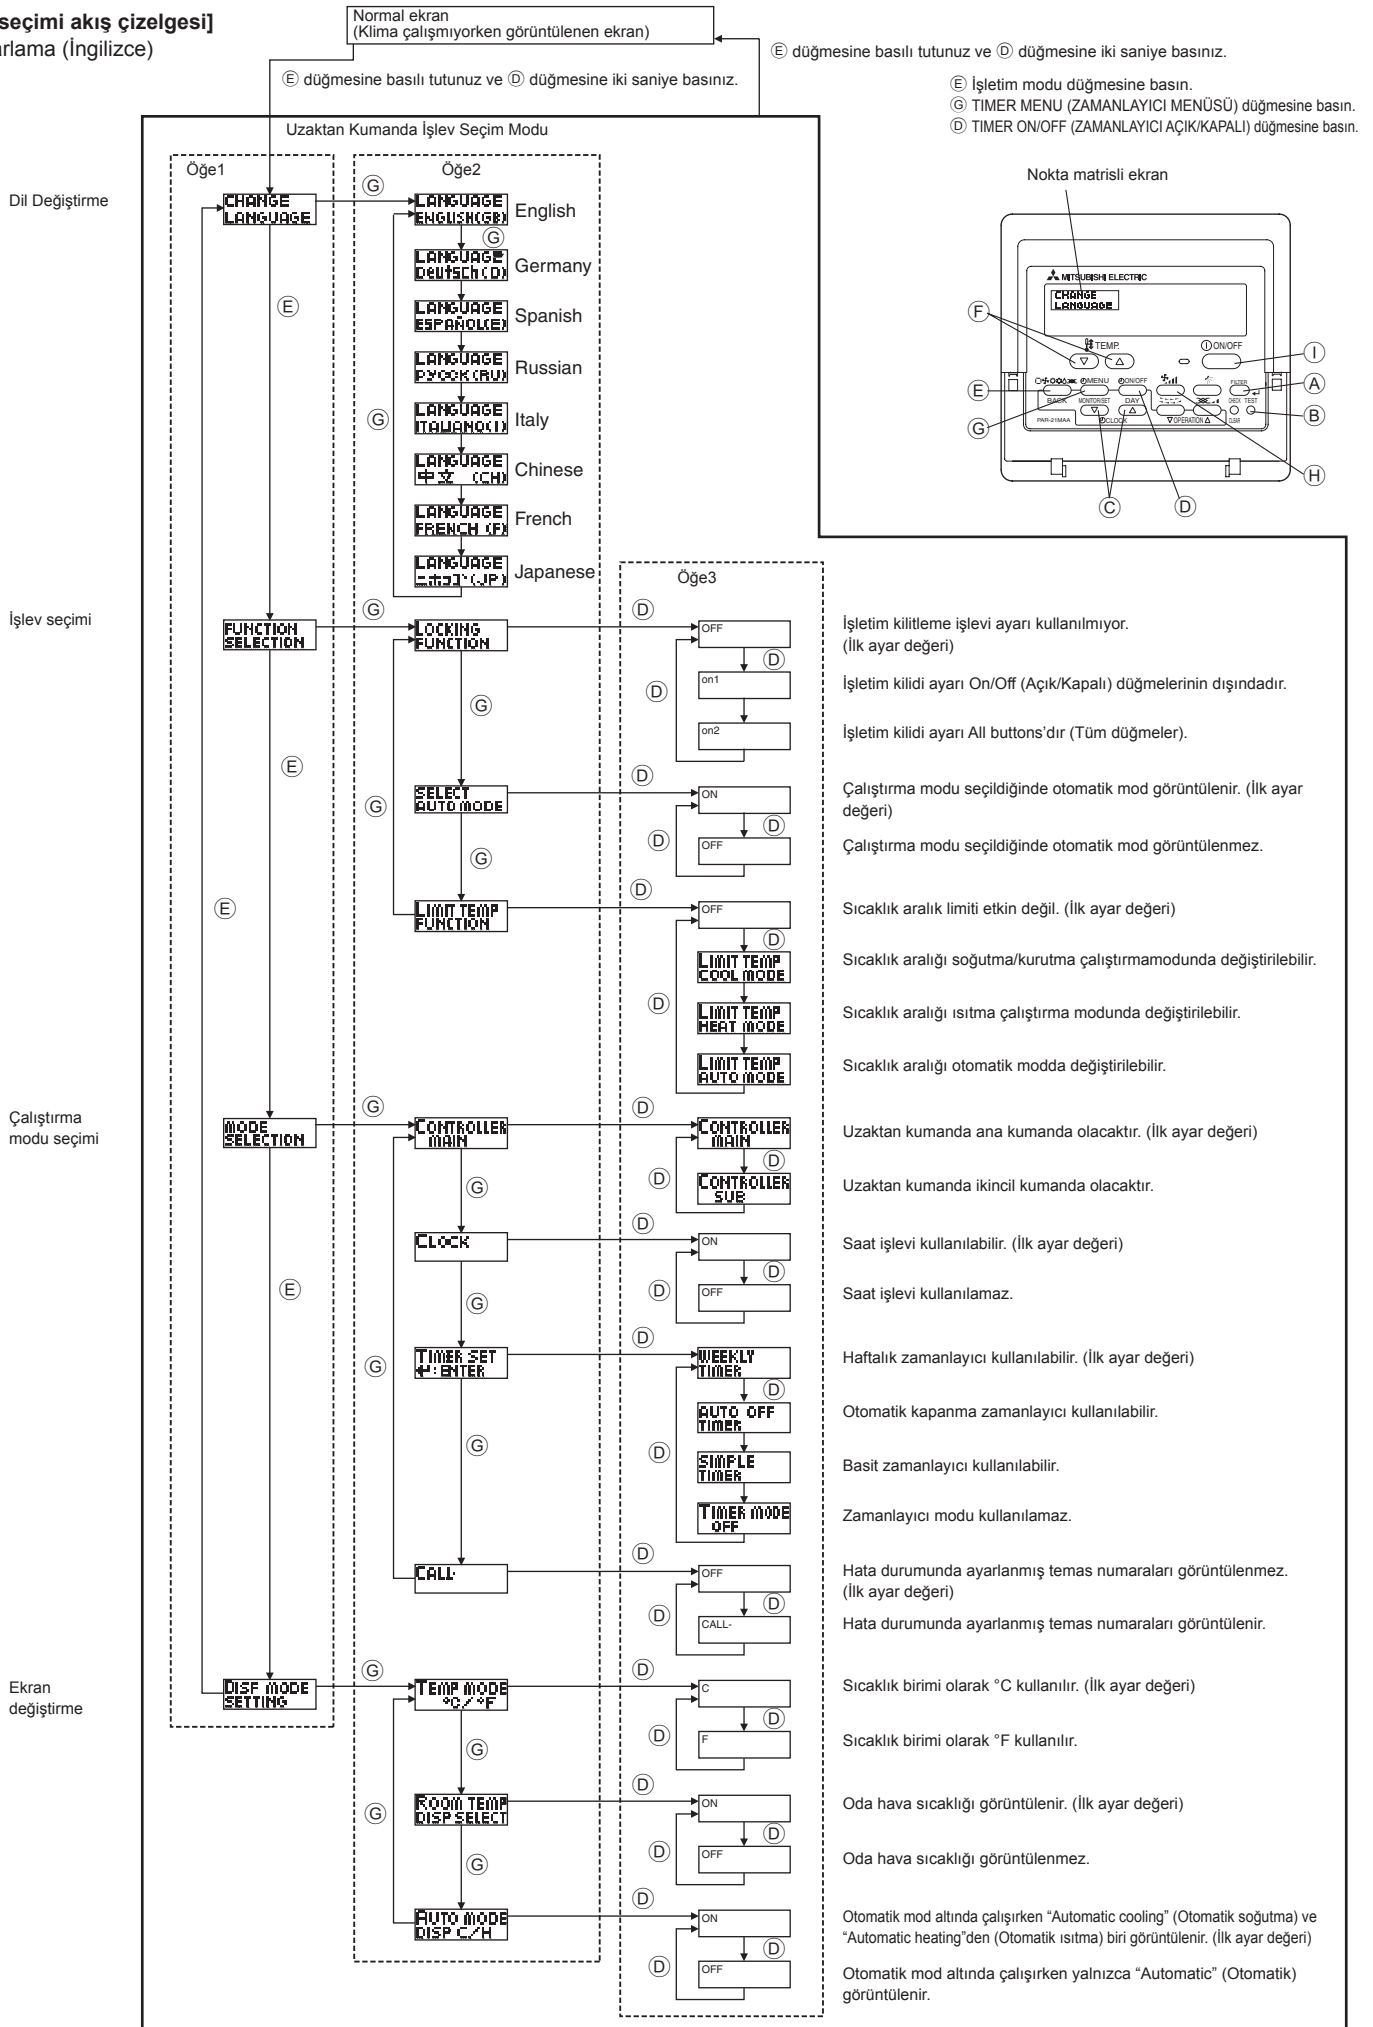 seçimi akış çizelgesi]
arlama (İngilizce)
Normal ekran
(Klima çalışmıyorken görüntülenen ekran)
Ⓔ düğmesine basılı tutunuz ve Ⓓ düğmesine iki saniye basınız.
Ⓔ düğmesine basılı tutunuz ve Ⓓ düğmesine iki saniye basınız.
Ⓔ İşletim modu düğmesine basın.
Ⓖ TIMER MENU (ZAMANLAYICI MENÜSÜ) düğmesine basın.
Ⓓ TIMER ON/OFF (ZAMANLAYICI AÇIK/KAPALI) düğmesine basın.
Uzaktan Kumanda İşlev Seçim Modu
Öğe1
Öğe2
Nokta matrisli ekran
Dil Değiştirme
CHANGE
LANGUAGE
Ⓖ
LANGUAGE
ENGLISH(GB)
English
Ⓖ
LANGUAGE
Deutsch(D)
Germany
Ⓔ
LANGUAGE
ESPAÑOL(E)
Spanish
LANGUAGE
РУССК(RU)
Russian
Ⓖ
LANGUAGE
ITALIANO(I)
Italy
LANGUAGE
中文 (CH)
Chinese
LANGUAGE
FRENCH (F)
French
LANGUAGE
ニホンゴ(JP)
Japanese
MITSUBISHI ELECTRIC
CHANGE
LANGUAGE
Ⓕ
TEMP.
ON/OFF
Ⓘ
Ⓔ
MENU
ON/OFF
FILTER
Ⓐ
BACK
MONITOR/SET
DAY
CHECK TEST
Ⓑ
Ⓖ
PAR-21MAA
CLOCK
▽OPERATION△
CLEAR
Ⓗ
Ⓒ
Ⓓ
Öğe3
İşlev seçimi
FUNCTION
SELECTION
Ⓖ
LOCKING
FUNCTION
Ⓓ
OFF
İşletim kilitleme işlevi ayarı kullanılmıyor.
(İlk ayar değeri)
Ⓓ
on1
İşletim kilidi ayarı On/Off (Açık/Kapalı) düğmelerinin dışındadır.
Ⓓ
Ⓖ
on2
İşletim kilidi ayarı All buttons’dır (Tüm düğmeler).
Ⓔ
Ⓖ
SELECT
AUTO MODE
Ⓓ
ON
Çalıştırma modu seçildiğinde otomatik mod görüntülenir. (İlk ayar
değeri)
Ⓓ
Ⓓ
OFF
Çalıştırma modu seçildiğinde otomatik mod görüntülenmez.
Ⓖ
Ⓔ
LIMIT TEMP
FUNCTION
Ⓓ
OFF
Sıcaklık aralık limiti etkin değil. (İlk ayar değeri)
Ⓓ
LIMIT TEMP
COOL MODE
Sıcaklık aralığı soğutma/kurutma çalıştırmamodunda değiştirilebilir.
Ⓓ
LIMIT TEMP
HEAT MODE
Sıcaklık aralığı ısıtma çalıştırma modunda değiştirilebilir.
LIMIT TEMP
AUTO MODE
Sıcaklık aralığı otomatik modda değiştirilebilir.
Çalıştırma
modu seçimi
MODE
SELECTION
Ⓖ
CONTROLLER
MAIN
Ⓓ
CONTROLLER
MAIN
Uzaktan kumanda ana kumanda olacaktır. (İlk ayar değeri)
Ⓓ
Ⓓ
CONTROLLER
SUB
Uzaktan kumanda ikincil kumanda olacaktır.
Ⓖ
CLOCK
Ⓓ
ON
Saat işlevi kullanılabilir. (İlk ayar değeri)
Ⓓ
Ⓔ
Ⓓ
OFF
Saat işlevi kullanılamaz.
Ⓖ
Ⓖ
TIMER SET
↵:ENTER
Ⓓ
WEEKLY
TIMER
Haftalık zamanlayıcı kullanılabilir. (İlk ayar değeri)
Ⓓ
AUTO OFF
TIMER
Otomatik kapanma zamanlayıcı kullanılabilir.
Ⓖ
Ⓓ
SIMPLE
TIMER
Basit zamanlayıcı kullanılabilir.
TIMER MODE
OFF
Zamanlayıcı modu kullanılamaz.
CALL-
Ⓓ
OFF
Hata durumunda ayarlanmış temas numaraları görüntülenmez.
(İlk ayar değeri)
Ⓓ
Ⓓ
CALL-
Hata durumunda ayarlanmış temas numaraları görüntülenir.
Ekran
değiştirme
DISP MODE
SETTING
Ⓖ
TEMP MODE
°C/°F
Ⓓ
C
Sıcaklık birimi olarak °C kullanılır. (İlk ayar değeri)
Ⓓ
Ⓓ
F
Sıcaklık birimi olarak °F kullanılır.
Ⓖ
Ⓖ
ROOM TEMP
DISP SELECT
Ⓓ
ON
Oda hava sıcaklığı görüntülenir. (İlk ayar değeri)
Ⓓ
Ⓓ
OFF
Oda hava sıcaklığı görüntülenmez.
Ⓖ
AUTO MODE
DISP C/H
Ⓓ
ON
Otomatik mod altında çalışırken “Automatic cooling” (Otomatik soğutma) ve
“Automatic heating”den (Otomatik ısıtma) biri görüntülenir. (İlk ayar değeri)
Ⓓ
Ⓓ
OFF
Otomatik mod altında çalışırken yalnızca “Automatic” (Otomatik)
görüntülenir.